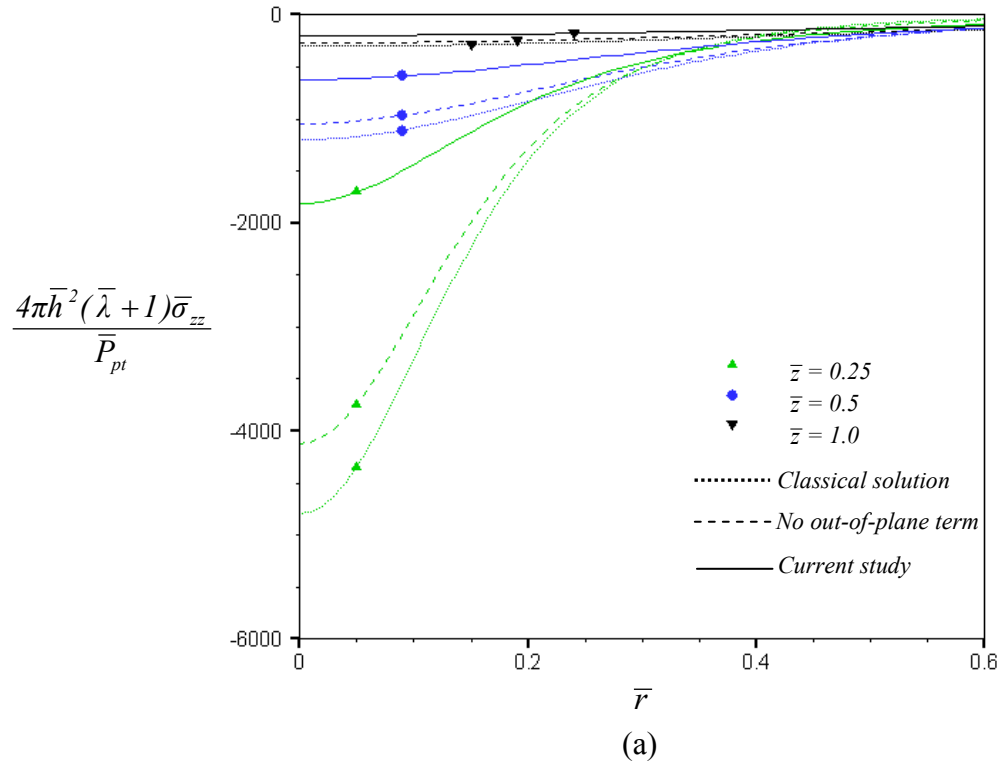 0
-2000
-4000
-6000
0
0.2
0.4
0.6
4πh̅²(λ̅+1)σ̅zz
P̅pt
z̅ = 0.25
z̅ = 0.5
z̅ = 1.0
Classical solution
No out-of-plane term
Current study
r̅
(a)